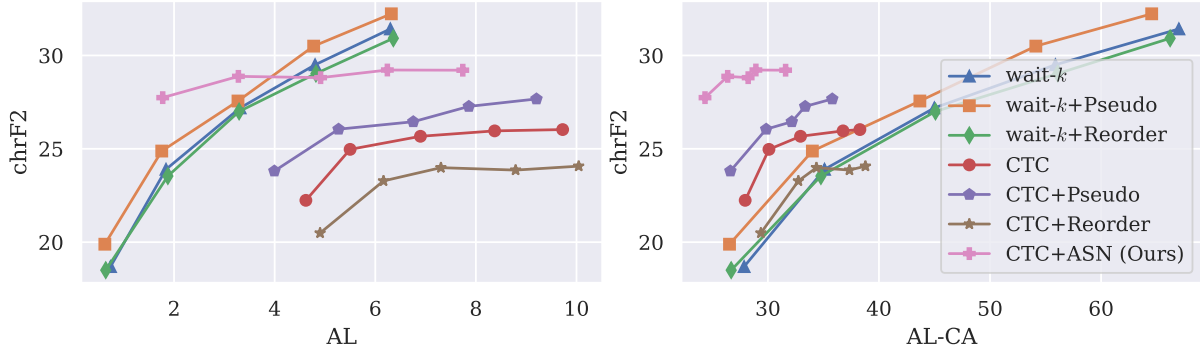 chrF2
30
25
20
2
4
6
8
10
AL
chrF2
30
25
20
30
40
50
60
AL-CA
wait-k
wait-k+Pseudo
wait-k+Reorder
CTC
CTC+Pseudo
CTC+Reorder
CTC+ASN (Ours)